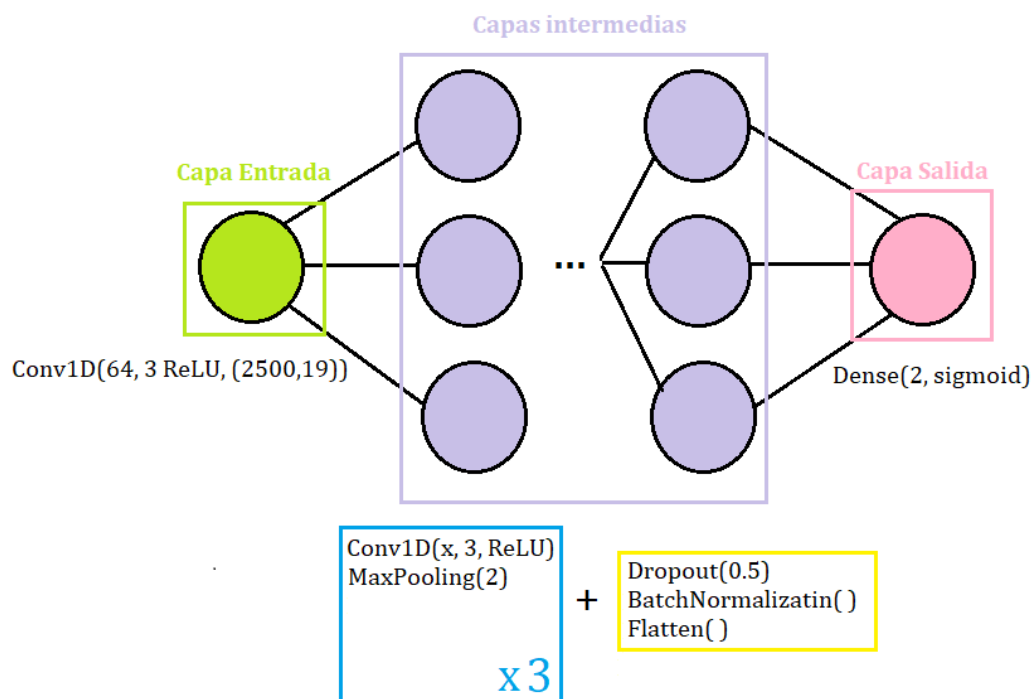 Capas intermedias
Capa Entrada
Capa Salida
...
Conv1D(64, 3 ReLU, (2500,19))
Dense(2, sigmoid)
Conv1D(x, 3, ReLU)
MaxPooling(2)
x 3
+
Dropout(0.5)
BatchNormalizatin( )
Flatten( )